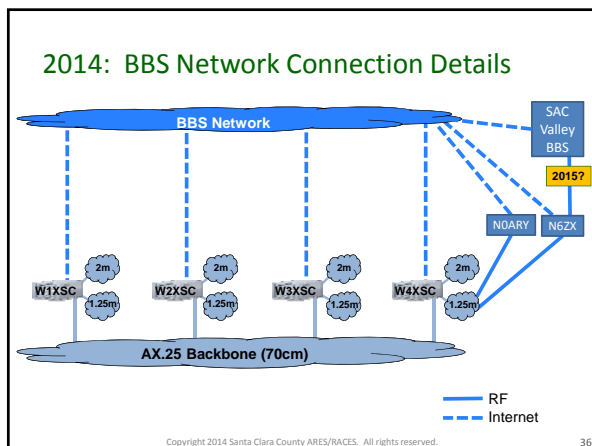 2014: BBS Network Connection Details
BBS Network
SAC
Valley
BBS
2015?
N0ARY
N6ZX
2m
2m
2m
2m
W1XSC
W2XSC
W3XSC
W4XSC
1.25m
1.25m
1.25m
1.25m
AX.25 Backbone (70cm)
RF
Internet
Copyright 2014 Santa Clara County ARES/RACES. All rights reserved.
36